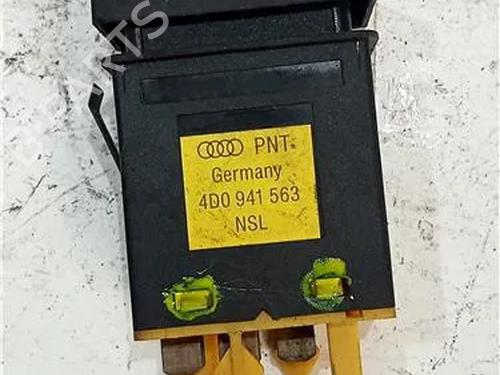 PNT
Germany
4D0 941 563
NSL